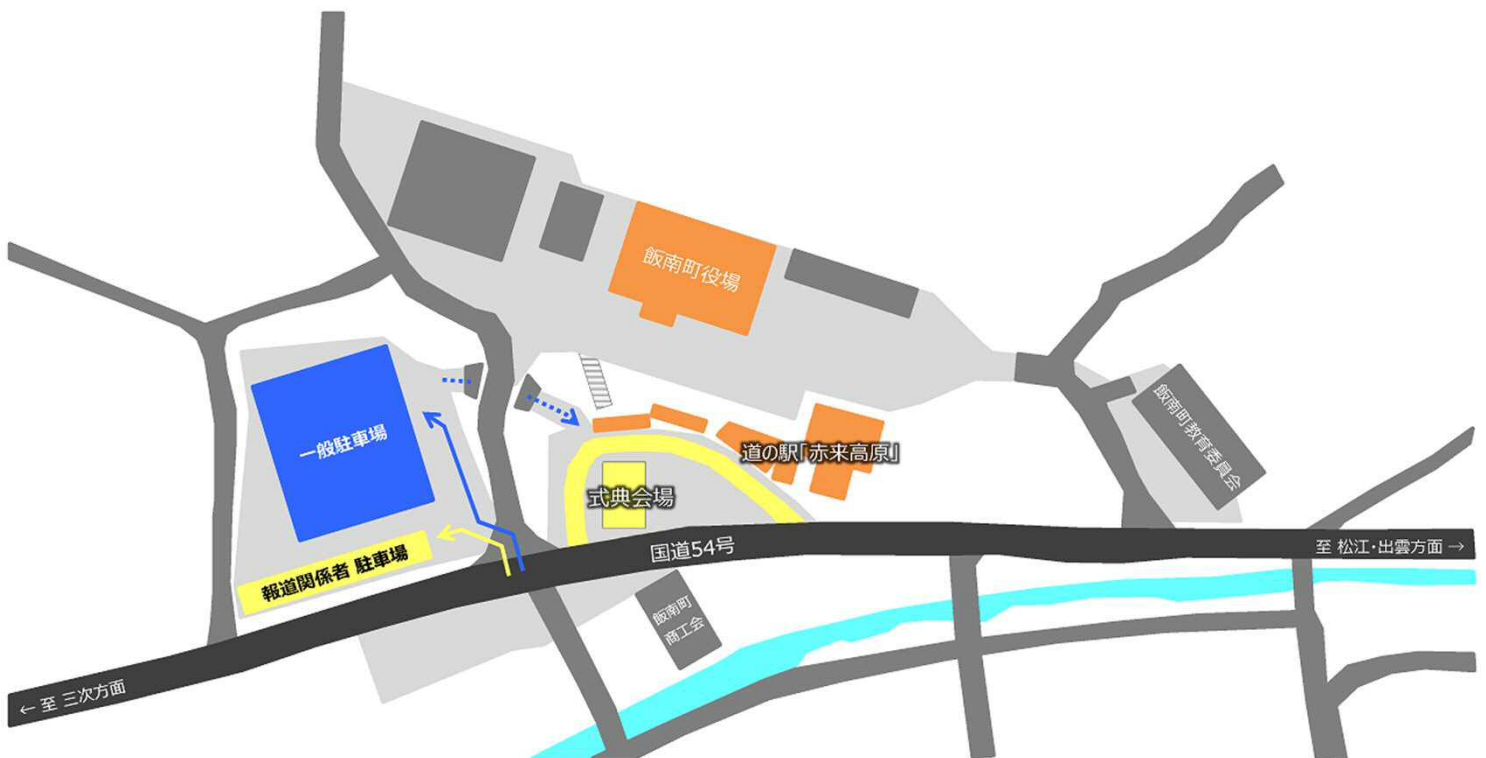 飯南町役場
飯南町教育委員会
一般駐車場
道の駅「赤来高原」
式典会場
国道54号
至 松江・出雲方面 →
報道関係者 駐車場
飯南町
商工会
← 至 三次方面